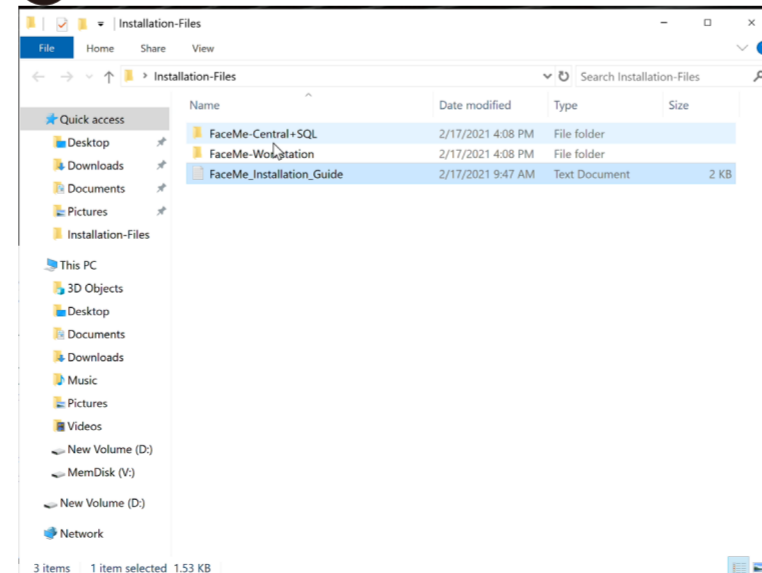 Installation-Files
File Home Share View
Installation-Files Search Installation-Files
Name Date modified Type Size
Quick access
Desktop
Downloads
Documents
Pictures
Installation-Files
This PC
3D Objects
Desktop
Documents
Downloads
Music
Pictures
Videos
New Volume (D:)
MemDisk (V:)
New Volume (D:)
Network
FaceMe-Central+SQL 2/17/2021 4:08 PM File folder
FaceMe-Workstation 2/17/2021 4:08 PM File folder
FaceMe_Installation_Guide 2/17/2021 9:47 AM Text Document 2 KB
3 items 1 item selected 1.53 KB